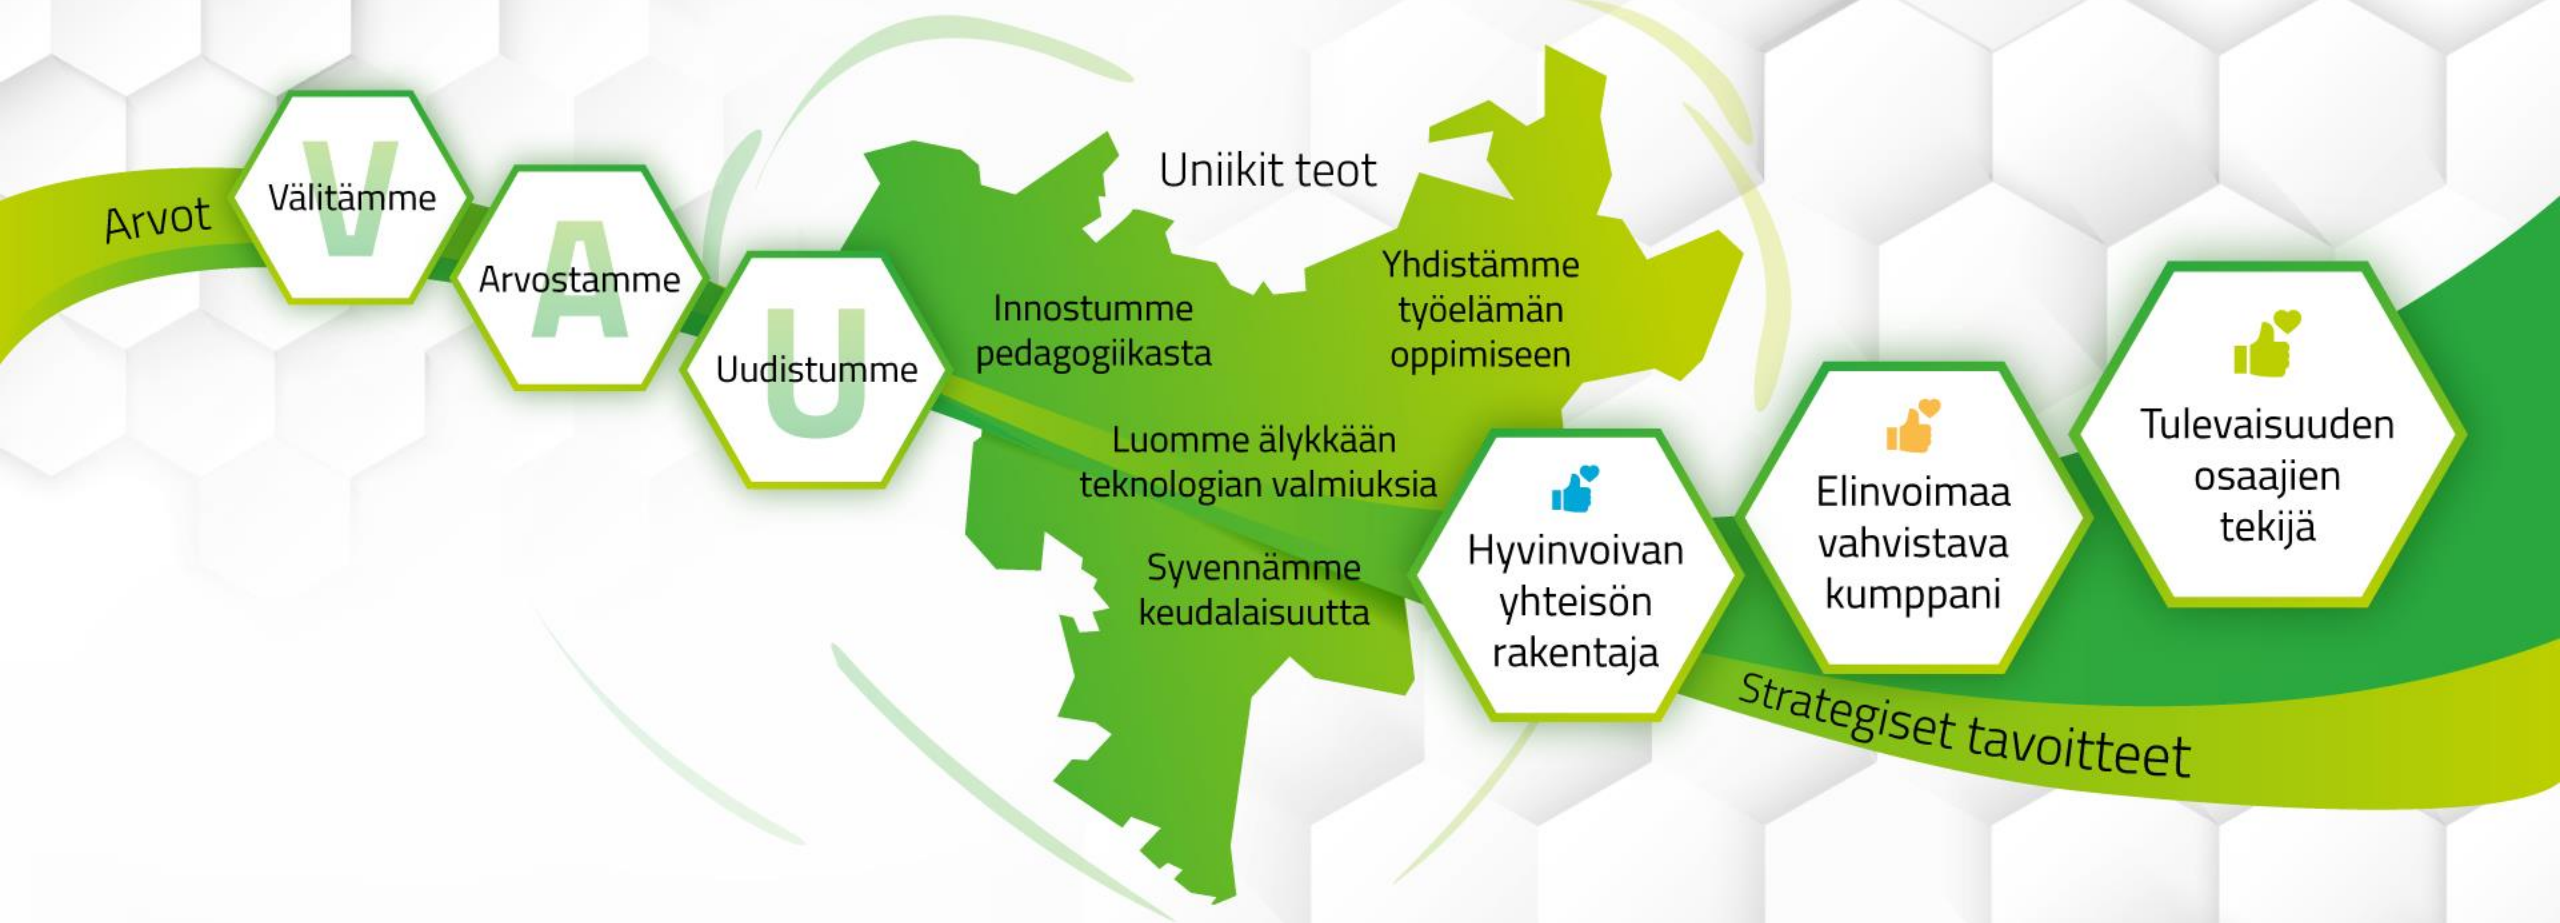 Arvot
V
Välitämme
A
Arvostamme
U
Uudistumme
Uniikit teot
Innostumme
pedagogiikasta
Yhdistämme
työelämän
oppimiseen
Luomme älykkään
teknologian valmiuksia
Syvennämme
keudalaisuutta
Hyvinvoivan
yhteisön
rakentaja
Elinvoimaa
vahvistava
kumppani
Tulevaisuuden
osaajien
tekijä
Strategiset tavoitteet